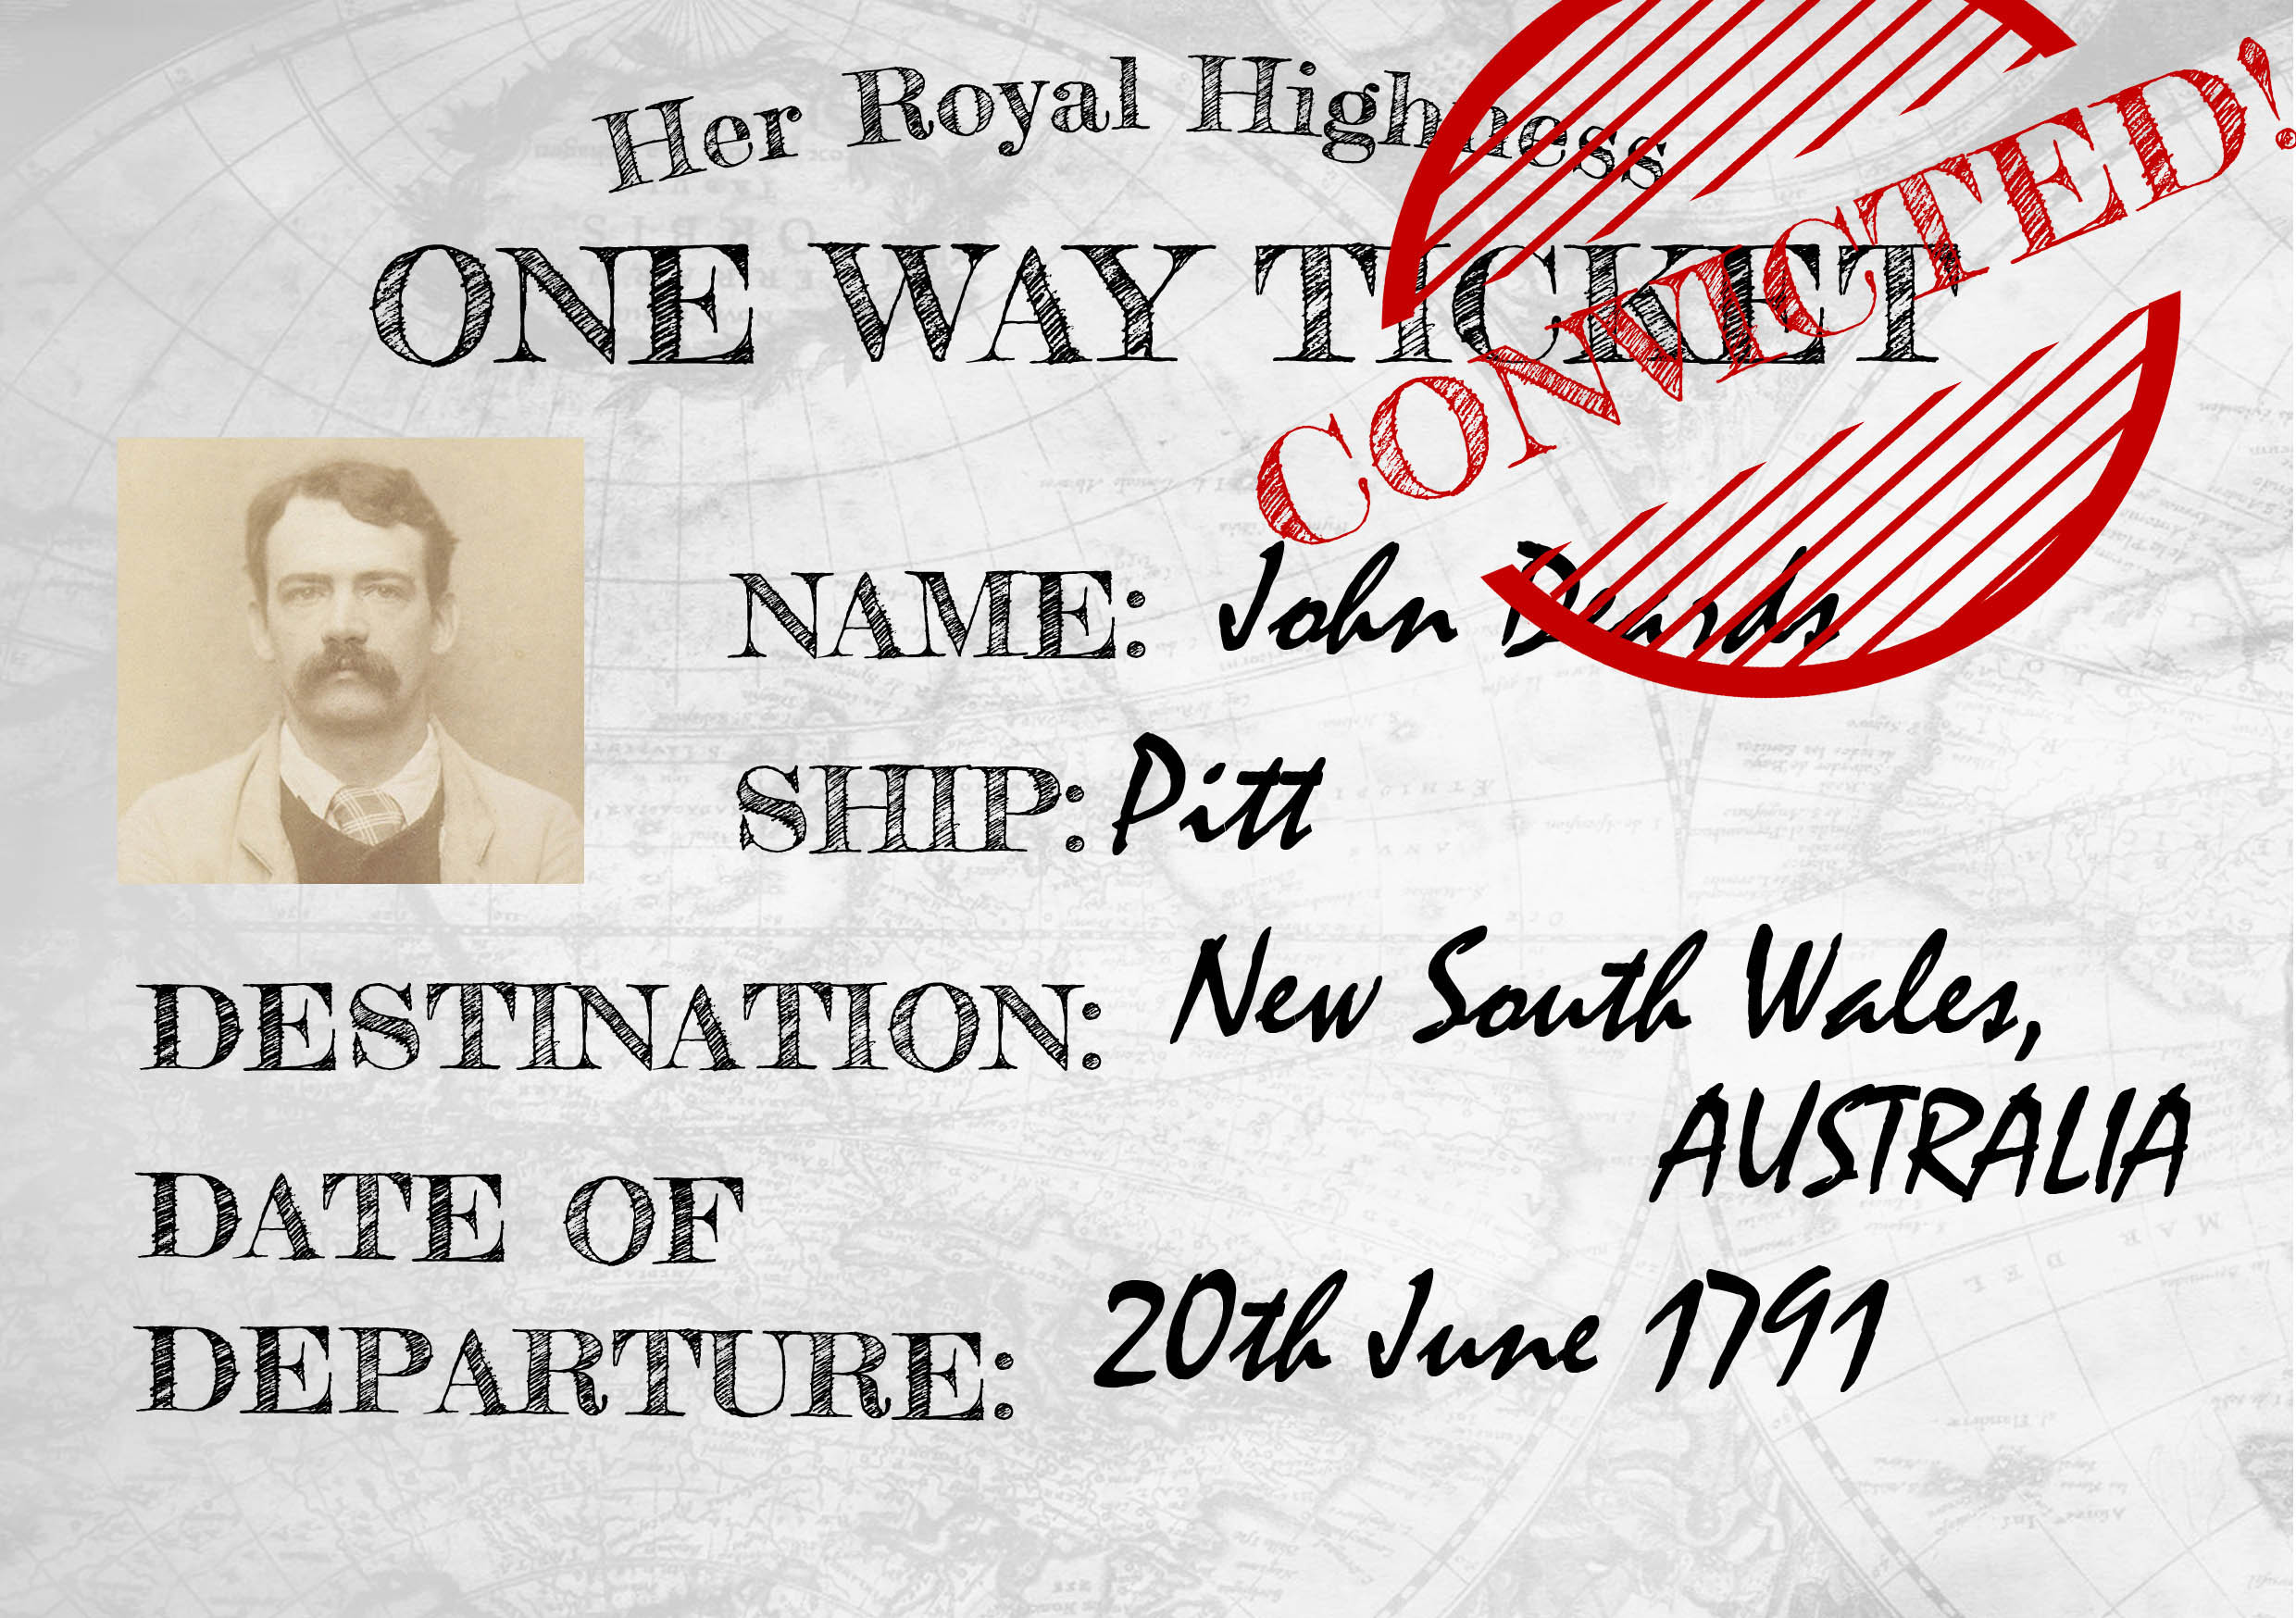 Her Royal Highness
ONE WAY TICKET
CONVICTED!
NAME: John Deards
SHIP: Pitt
DESTINATION: New South Wales,
AUSTRALIA
DATE OF
DEPARTURE: 20th June 1791